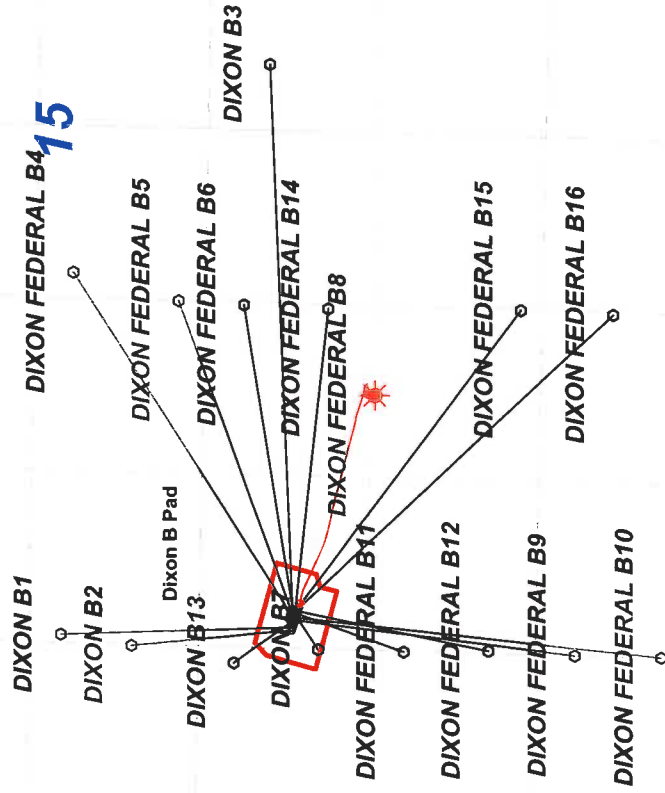 DIXON B1
DIXON B2
DIXON B13
DIXON B7
DIXON FEDERAL B11
DIXON FEDERAL B12
DIXON FEDERAL B9
DIXON FEDERAL B10
Dixon B Pad
DIXON FEDERAL B4
15
DIXON FEDERAL B5
DIXON FEDERAL B6
DIXON B3
DIXON FEDERAL B14
DIXON FEDERAL B8
DIXON FEDERAL B15
DIXON FEDERAL B16